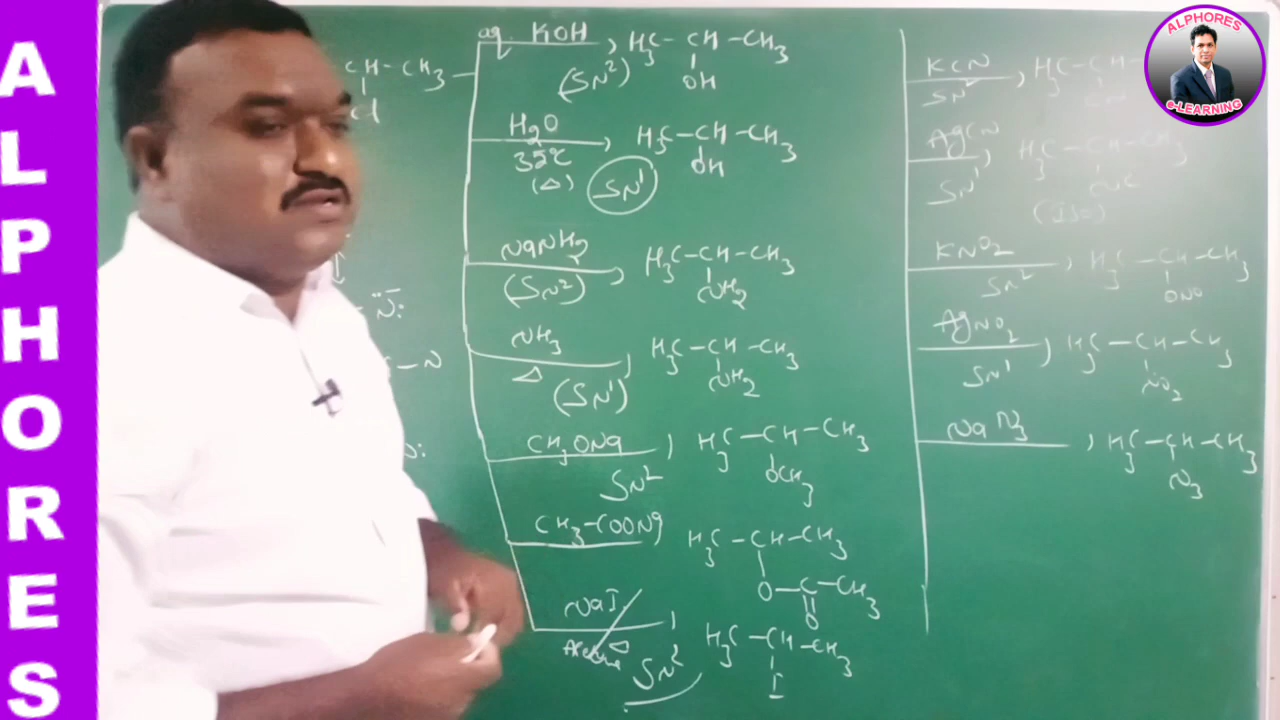 ALPHORES
ALPHORES
e-LEARNING
CH-CH3
Cl
aq. KOH
(SN2)
H3C-CH-CH3
OH
H2O
35°C
(Δ)
SN1
H3C-CH-CH3
OH
NaNH2
(SN2)
H3C-CH-CH3
NH2
NH3
Δ
(SN1)
H3C-CH-CH3
NH2
CH3ONa
SN2
H3C-CH-CH3
OCH3
CH3-COONa
H3C-CH-CH3
O-C-CH3
O
NaI
Δ
SN2
H3C-CH-CH3
I
KCN
SN2
H3C-CH
AgCN
SN1
H3C-CH-CH3
NC
(Iso)
KNO2
SN2
H3C-CH-CH3
ONO
AgNO2
SN1
H3C-CH-CH3
NO2
NaN3
H3C-CH-CH3
N3